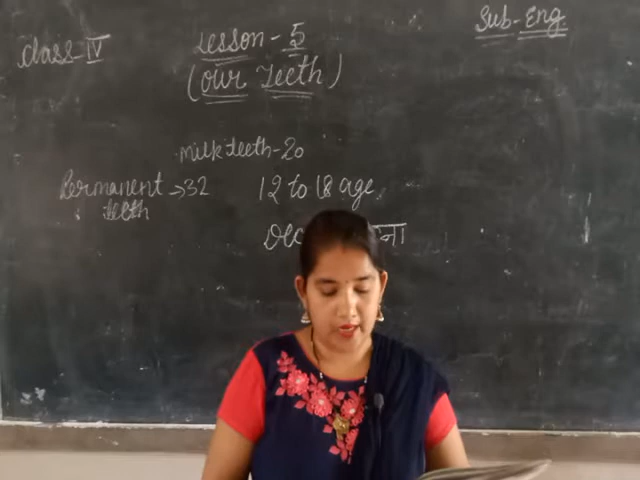 Class-IV
Lesson - 5
Sub-Eng
(Our Teeth)
Milk teeth-20
Permanent → 32
teeth
12 to 18 age